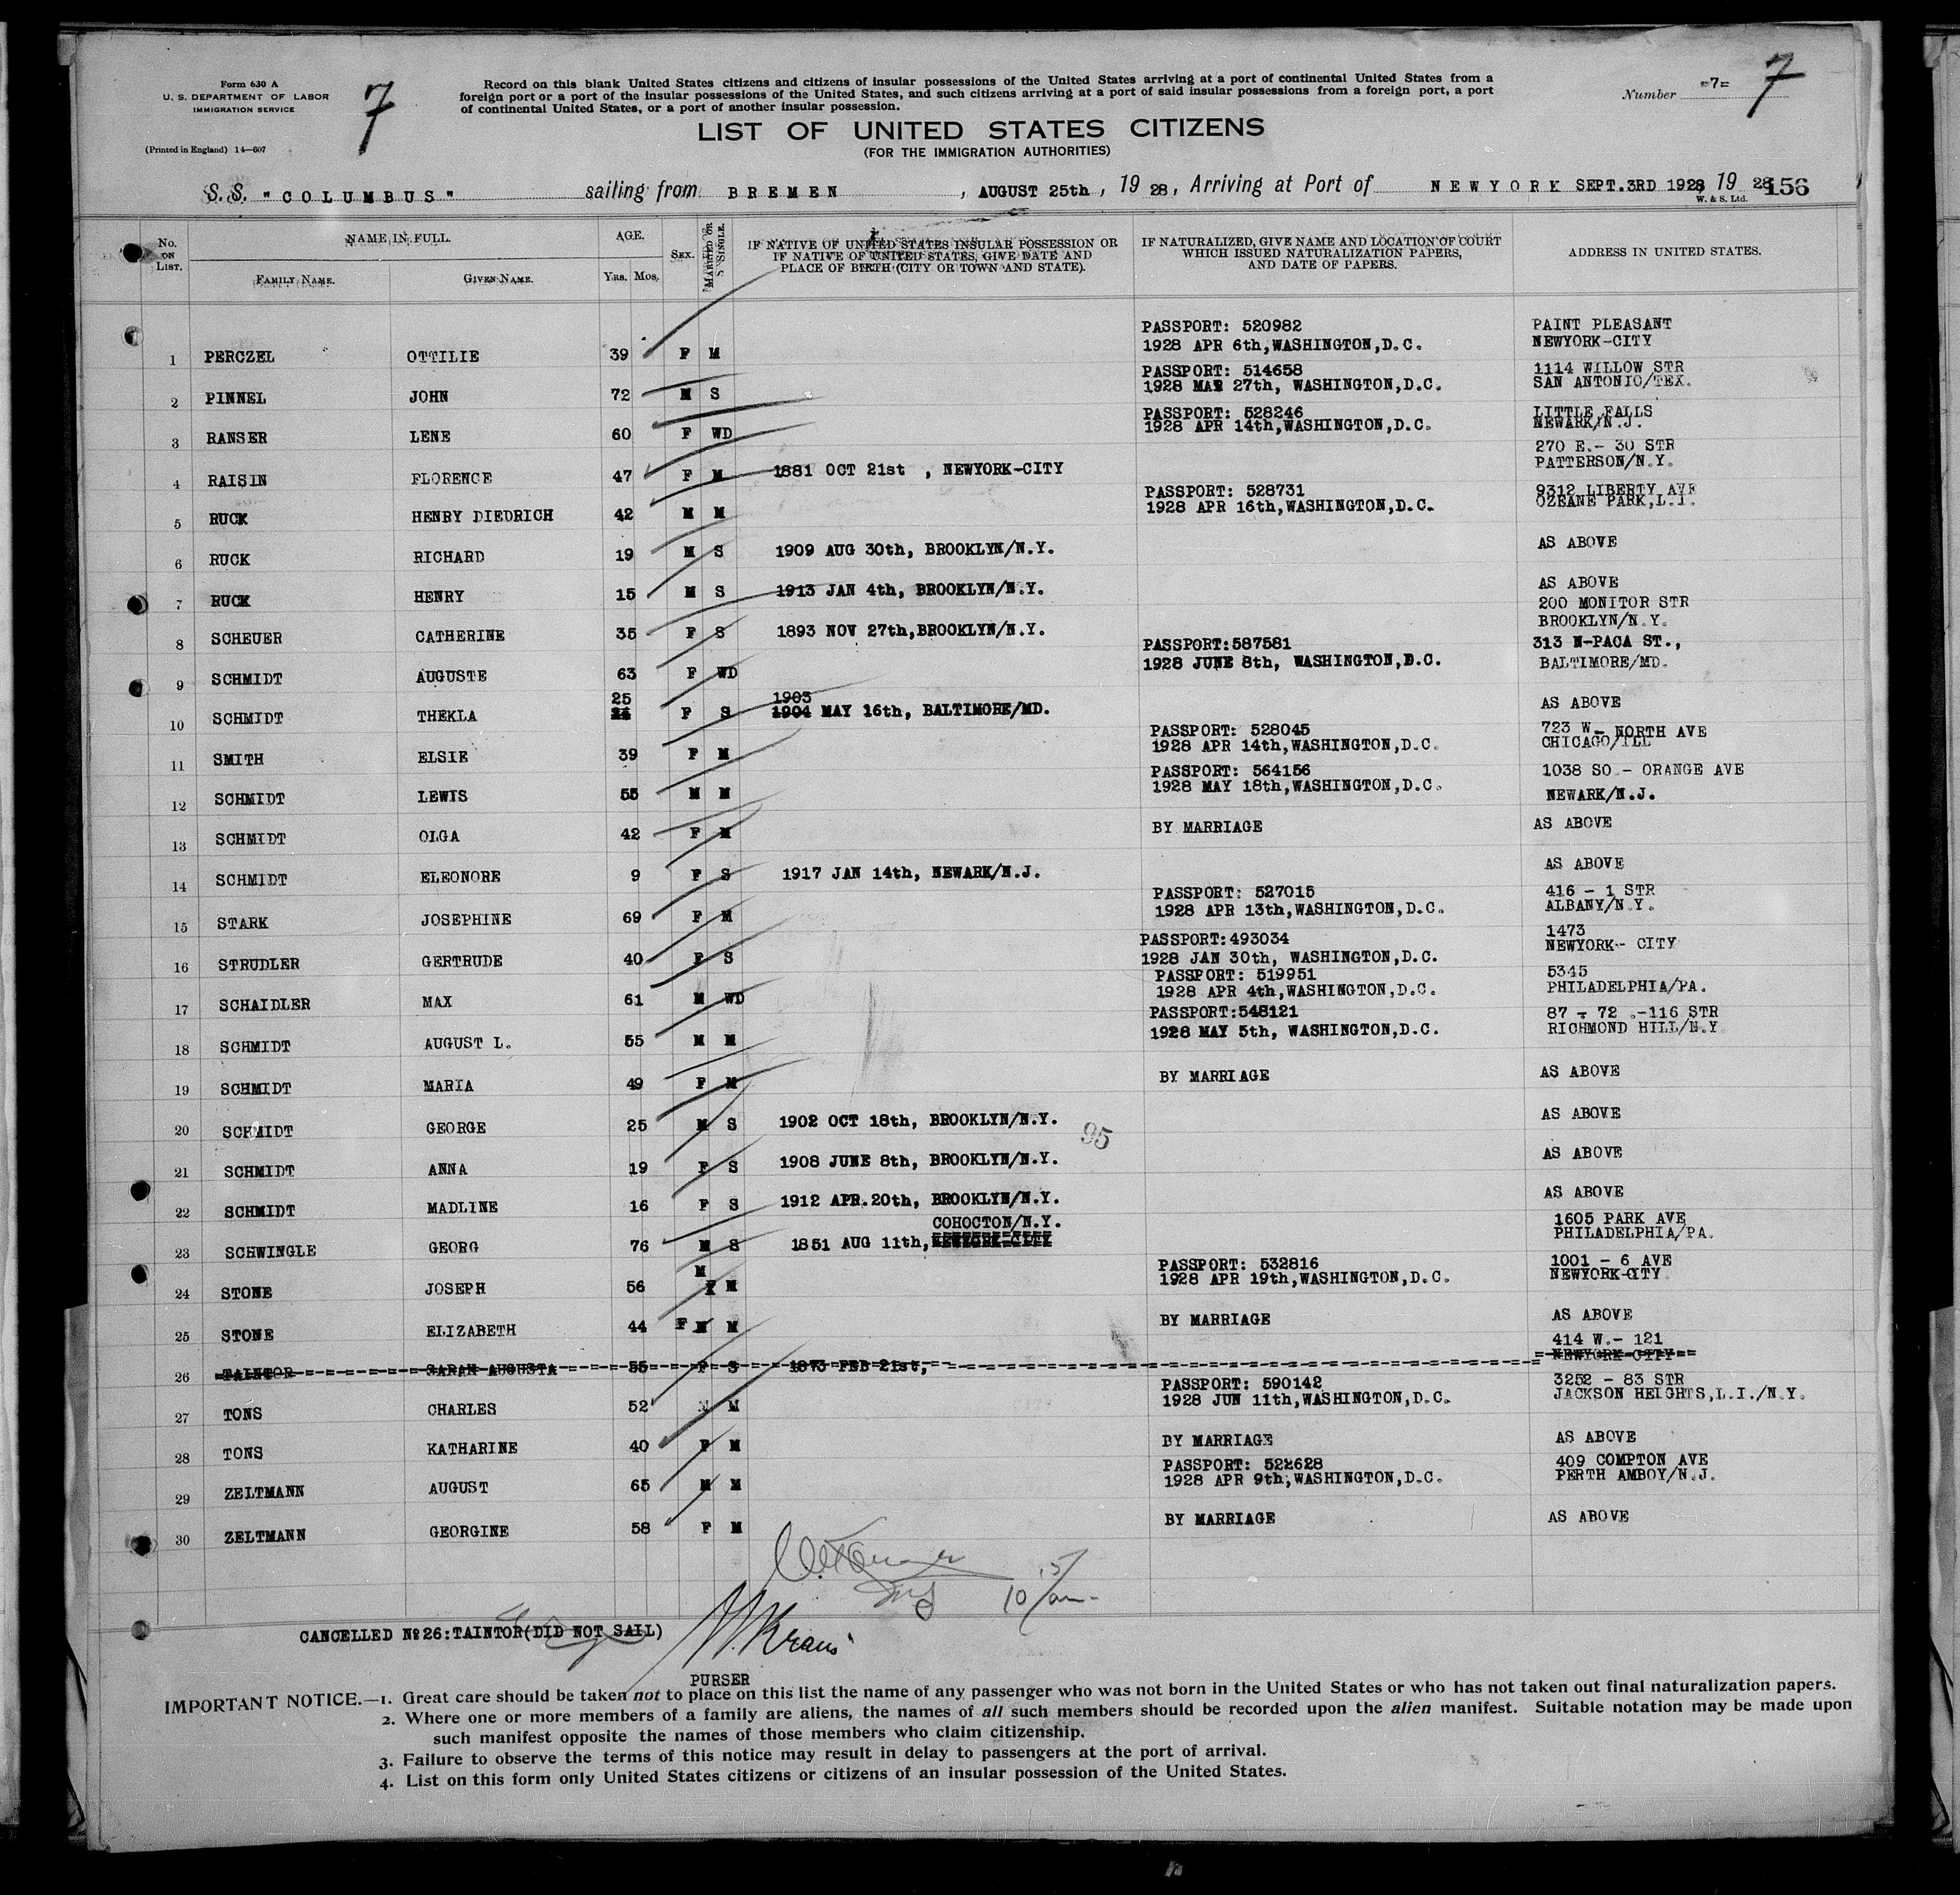 Form 630 A
U. S. DEPARTMENT OF LABOR
IMMIGRATION SERVICE
(Printed in England) 14—607
7
Record on this blank United States citizens and citizens of insular possessions of the United States arriving at a port of continental United States from a
foreign port or a port of the insular possessions of the United States, and such citizens arriving at a port of said insular possessions from a foreign port, a port
of continental United States, or a port of another insular possession.
Number =7= 7
LIST OF UNITED STATES CITIZENS
(FOR THE IMMIGRATION AUTHORITIES)
S.S. "COLUMBUS" sailing from BREMEN , AUGUST 25th, 1928, Arriving at Port of NEWYORK SEPT.3RD 1928, 1928
156
W. & S. Ltd.
No. ON LIST. NAME IN FULL. FAMILY NAME. GIVEN NAME. AGE. YRS. MOS. SEX. MARRIED OR SINGLE. IF NATIVE OF UNITED STATES INSULAR POSSESSION OR IF NATIVE OF UNITED STATES, GIVE DATE AND PLACE OF BIRTH (CITY OR TOWN AND STATE). IF NATURALIZED, GIVE NAME AND LOCATION OF COURT WHICH ISSUED NATURALIZATION PAPERS, AND DATE OF PAPERS. ADDRESS IN UNITED STATES.
1 PERCZEL OTTILIE 39 F M PASSPORT: 520982 1928 APR 6th,WASHINGTON,D.C. PAINT PLEASANT NEWYORK-CITY
2 PINNEL JOHN 72 M S PASSPORT: 514658 1928 MAR 27th, WASHINGTON,D.C. 1114 WILLOW STR SAN ANTONIO/TEX.
3 RANSER LENE 60 F WD PASSPORT: 528246 1928 APR 14th,WASHINGTON,D.C. LITTLE FALLS NEWARK/N.J.
4 RAISIN FLORENCE 47 F M 1881 OCT 21st , NEWYORK-CITY 270 E.- 30 STR PATTERSON/N.Y.
5 RUCK HENRY DIEDRICH 42 M M PASSPORT: 528731 1928 APR 16th,WASHINGTON,D.C. 9312 LIBERTY AVE OZEANE PARK,L.I.
6 RUCK RICHARD 19 M S 1909 AUG 30th, BROOKLYN/N.Y. AS ABOVE
7 RUCK HENRY 15 M S 1913 JAN 4th, BROOKLYN/N.Y. AS ABOVE
8 SCHEUER CATHERINE 35 F S 1893 NOV 27th,BROOKLYN/N.Y. 200 MONITOR STR BROOKLYN/N.Y.
9 SCHMIDT AUGUSTE 63 F WD PASSPORT:587581 1928 JUNE 8th, WASHINGTON,D.C. 313 N-PACA ST., BALTIMORE/MD.
10 SCHMIDT THEKLA 25 24 F S 1903 1904 MAY 16th, BALTIMORE/MD. AS ABOVE
11 SMITH ELSIE 39 F M PASSPORT: 528045 1928 APR 14th,WASHINGTON,D.C. 723 W- NORTH AVE CHICAGO/ILL
12 SCHMIDT LEWIS 55 M M PASSPORT: 564156 1928 MAY 18th,WASHINGTON,D.C. 1038 SO.- ORANGE AVE NEWARK/N.J.
13 SCHMIDT OLGA 42 F M BY MARRIAGE AS ABOVE
14 SCHMIDT ELEONORE 9 F S 1917 JAN 14th, NEWARK/N.J. AS ABOVE
15 STARK JOSEPHINE 69 F M PASSPORT: 527015 1928 APR 13th,WASHINGTON,D.C. 416 - 1 STR ALBANY/N.Y.
16 STRUDLER GERTRUDE 40 F S PASSPORT:493034 1928 JAN 30th, WASHINGTON,D.C. 1473 NEWYORK- CITY
17 SCHAIDLER MAX 61 M WD PASSPORT: 519951 1928 APR 4th,WASHINGTON,D.C. 5345 PHILADELPHIA/PA.
18 SCHMIDT AUGUST L. 55 M M PASSPORT:548121 1928 MAY 5th, WASHINGTON,D.C. 87 - 72 .-116 STR RICHMOND HILL/N.Y
19 SCHMIDT MARIA 49 F M BY MARRIAGE AS ABOVE
20 SCHMIDT GEORGE 25 M S 1902 OCT 18th, BROOKLYN/N.Y. AS ABOVE
95
21 SCHMIDT ANNA 19 F S 1908 JUNE 8th, BROOKLYN/N.Y. AS ABOVE
22 SCHMIDT MADLINE 16 F S 1912 APR.20th, BROOKLYN/N.Y. AS ABOVE
23 SCHWINGLE GEORG 76 M S 1851 AUG 11th, COHOCTON/N.Y. NEWYORK-CITY 1605 PARK AVE PHILADELPHIA/PA.
24 STONE JOSEPH 56 M F M PASSPORT: 532816 1928 APR 19th,WASHINGTON,D.C. 1001 - 6 AVE NEWYORK-CITY
25 STONE ELIZABETH 44 F M M BY MARRIAGE AS ABOVE
26 TAINTOR SARAH AUGUSTA 55 F S 1873 FEB 21st, 414 W.- 121 NEWYORK-CITY
27 TONS CHARLES 52 M M PASSPORT: 590142 1928 JUN 11th,WASHINGTON,D.C. 3252 - 83 STR JACKSON HEIGHTS,L.I./N.Y.
28 TONS KATHARINE 40 F M BY MARRIAGE AS ABOVE
29 ZELTMANN AUGUST 65 M M PASSPORT: 522628 1928 APR 9th,WASHINGTON,D.C. 409 COMPTON AVE PERTH AMBOY/N.J.
30 ZELTMANN GEORGINE 58 F M BY MARRIAGE AS ABOVE
10 15/am-
CANCELLED No 26:TAINTOR(DID NOT SAIL)
Kraus
PURSER
IMPORTANT NOTICE.—1. Great care should be taken not to place on this list the name of any passenger who was not born in the United States or who has not taken out final naturalization papers.
2. Where one or more members of a family are aliens, the names of all such members should be recorded upon the alien manifest. Suitable notation may be made upon
such manifest opposite the names of those members who claim citizenship.
3. Failure to observe the terms of this notice may result in delay to passengers at the port of arrival.
4. List on this form only United States citizens or citizens of an insular possession of the United States.